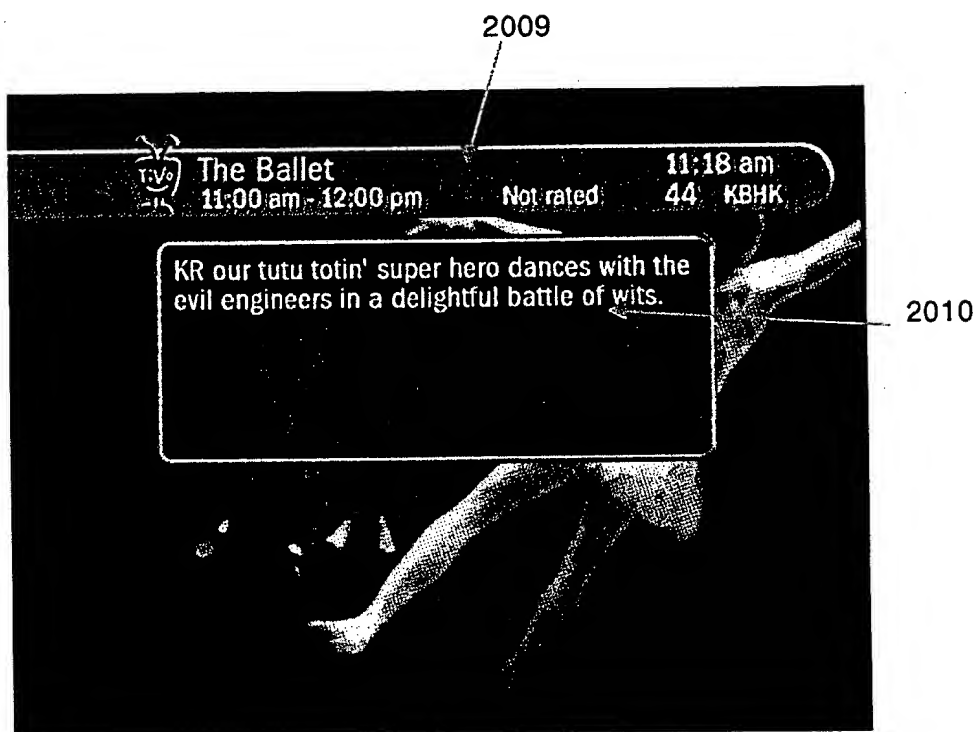 2009
TiVo
The Ballet
11:18 am
11:00 am - 12:00 pm Not rated 44 KBHK
KR our tutu totin' super hero dances with the
evil engineers in a delightful battle of wits.
2010